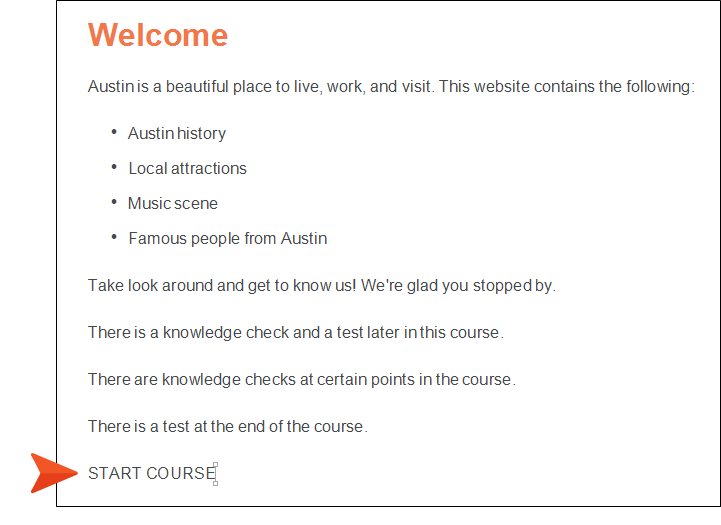 Welcome
Austin is a beautiful place to live, work, and visit. This website contains the following:
• Austin history
• Local attractions
• Music scene
• Famous people from Austin
Take look around and get to know us! We're glad you stopped by.
There is a knowledge check and a test later in this course.
There are knowledge checks at certain points in the course.
There is a test at the end of the course.
START COURSE